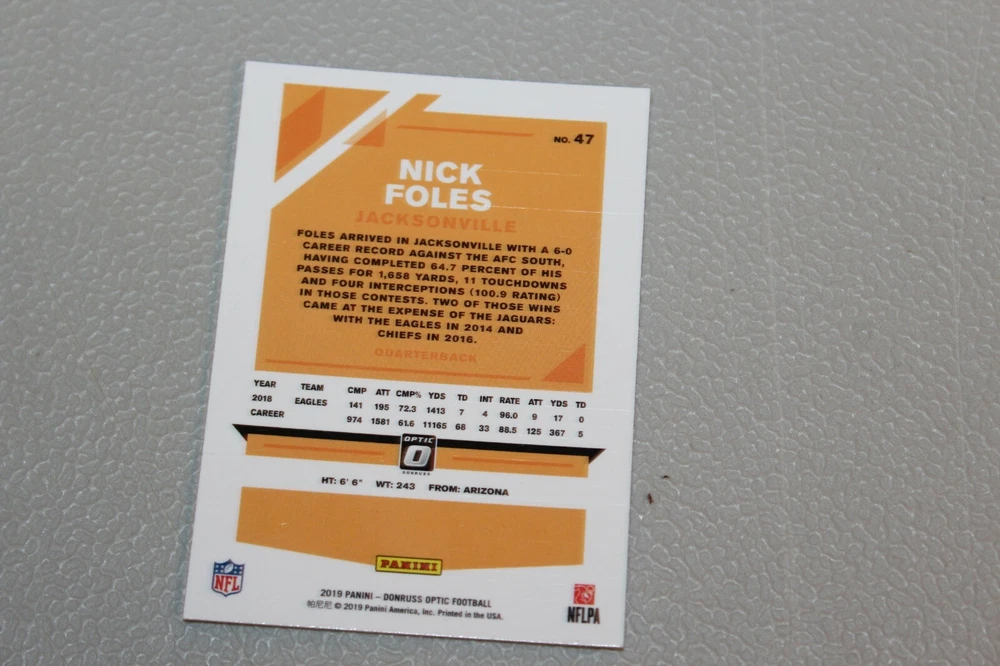 NO. 47
NICK
FOLES
JACKSONVILLE
FOLES ARRIVED IN JACKSONVILLE WITH A 6-0
CAREER RECORD AGAINST THE AFC SOUTH,
HAVING COMPLETED 64.7 PERCENT OF HIS
PASSES FOR 1,658 YARDS, 11 TOUCHDOWNS
AND FOUR INTERCEPTIONS (100.9 RATING)
IN THOSE CONTESTS. TWO OF THOSE WINS
CAME AT THE EXPENSE OF THE JAGUARS:
WITH THE EAGLES IN 2014 AND
CHIEFS IN 2016.
QUARTERBACK
YEAR TEAM CMP ATT CMP% YDS TD INT RATE ATT YDS TD
2018 EAGLES 141 195 72.3 1413 7 4 96.0 9 17 0
CAREER 974 1581 61.6 11165 68 33 88.5 125 367 5
OPTIC
O
DONRUSS
HT: 6' 6" WT: 243 FROM: ARIZONA
PANINI
NFL
2019 PANINI – DONRUSS OPTIC FOOTBALL
帕尼尼 © 2019 Panini America, Inc. Printed in the USA.
NFLPA